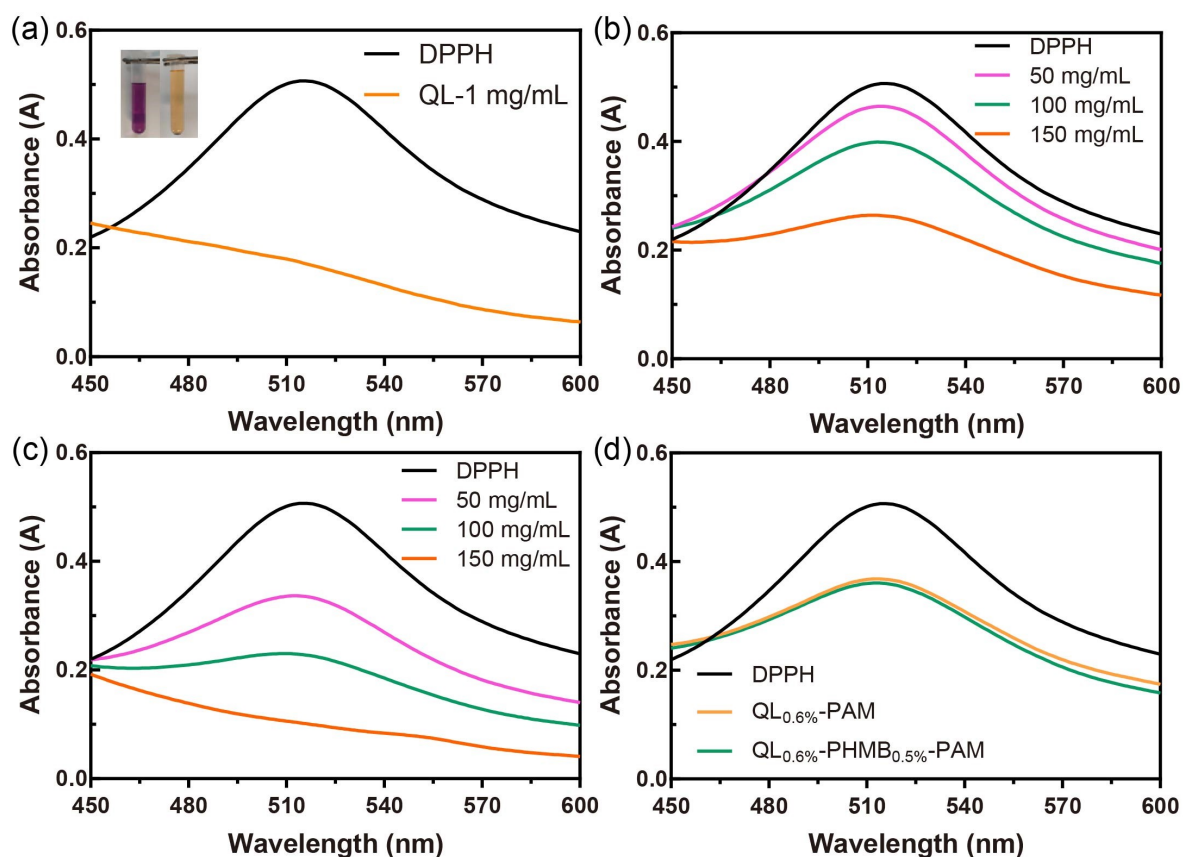 (a)
0.6
0.4
0.2
0.0
Absorbance (A)
DPPH
QL-1 mg/mL
450
480
510
540
570
600
Wavelength (nm)
(b)
0.6
0.4
0.2
0.0
Absorbance (A)
DPPH
50 mg/mL
100 mg/mL
150 mg/mL
450
480
510
540
570
600
Wavelength (nm)
(c)
0.6
0.4
0.2
0.0
Absorbance (A)
DPPH
50 mg/mL
100 mg/mL
150 mg/mL
450
480
510
540
570
600
Wavelength (nm)
(d)
0.6
0.4
0.2
0.0
Absorbance (A)
DPPH
QL0.6%-PAM
QL0.6%-PHMB0.5%-PAM
450
480
510
540
570
600
Wavelength (nm)